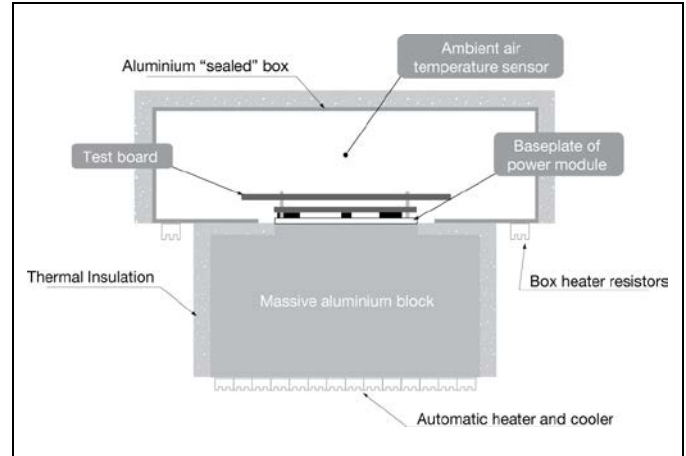 Ambient air
temperature sensor
Aluminium “sealed” box
Test board
Baseplate of
power module
Thermal Insulation
Massive aluminium block
Box heater resistors
Automatic heater and cooler